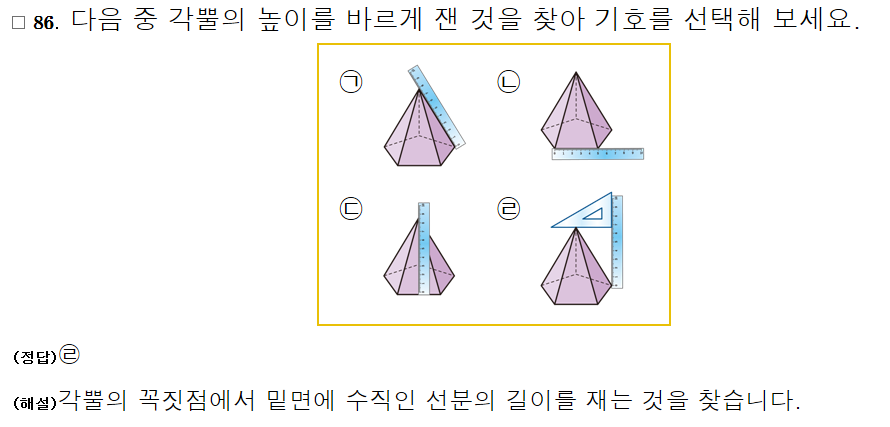 □ 86. 다음 중 각뿔의 높이를 바르게 잰 것을 찾아 기호를 선택해 보세요.
㉠
㉡
㉢
㉣
(정답)㉣
(해설)각뿔의 꼭짓점에서 밑면에 수직인 선분의 길이를 재는 것을 찾습니다.